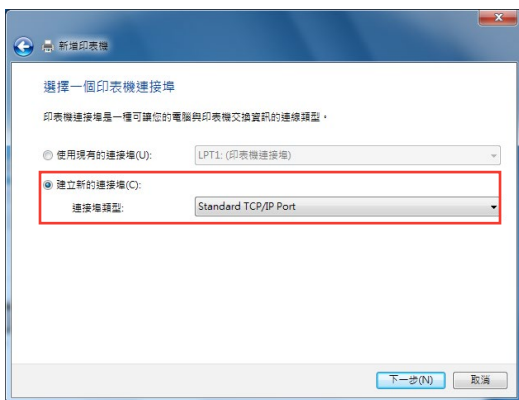 新增印表機
選擇一個印表機連接埠
印表機連接埠是一種可讓您的電腦與印表機交換資訊的連線類型。
使用現有的連接埠(U):
LPT1: (印表機連接埠)
建立新的連接埠(C):
連接埠類型:
Standard TCP/IP Port
下一步(N)
取消